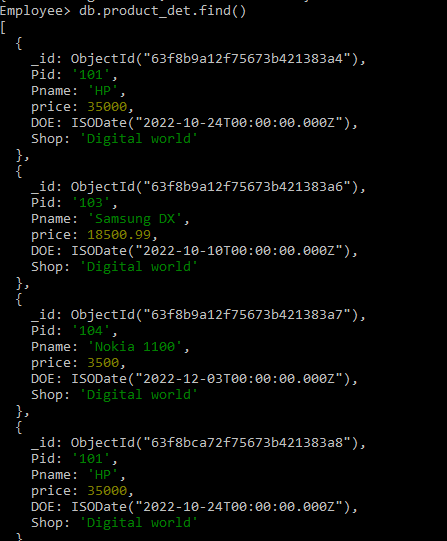 Employee> db.product_det.find()
[
  {
    _id: ObjectId("63f8b9a12f75673b421383a4"),
    Pid: '101',
    Pname: 'HP',
    price: 35000,
    DOE: ISODate("2022-10-24T00:00:00.000Z"),
    Shop: 'Digital world'
  },
  {
    _id: ObjectId("63f8b9a12f75673b421383a6"),
    Pid: '103',
    Pname: 'Samsung DX',
    price: 18500.99,
    DOE: ISODate("2022-10-10T00:00:00.000Z"),
    Shop: 'Digital world'
  },
  {
    _id: ObjectId("63f8b9a12f75673b421383a7"),
    Pid: '104',
    Pname: 'Nokia 1100',
    price: 3500,
    DOE: ISODate("2022-12-03T00:00:00.000Z"),
    Shop: 'Digital world'
  },
  {
    _id: ObjectId("63f8bca72f75673b421383a8"),
    Pid: '101',
    Pname: 'HP',
    price: 35000,
    DOE: ISODate("2022-10-24T00:00:00.000Z"),
    Shop: 'Digital world'
  }